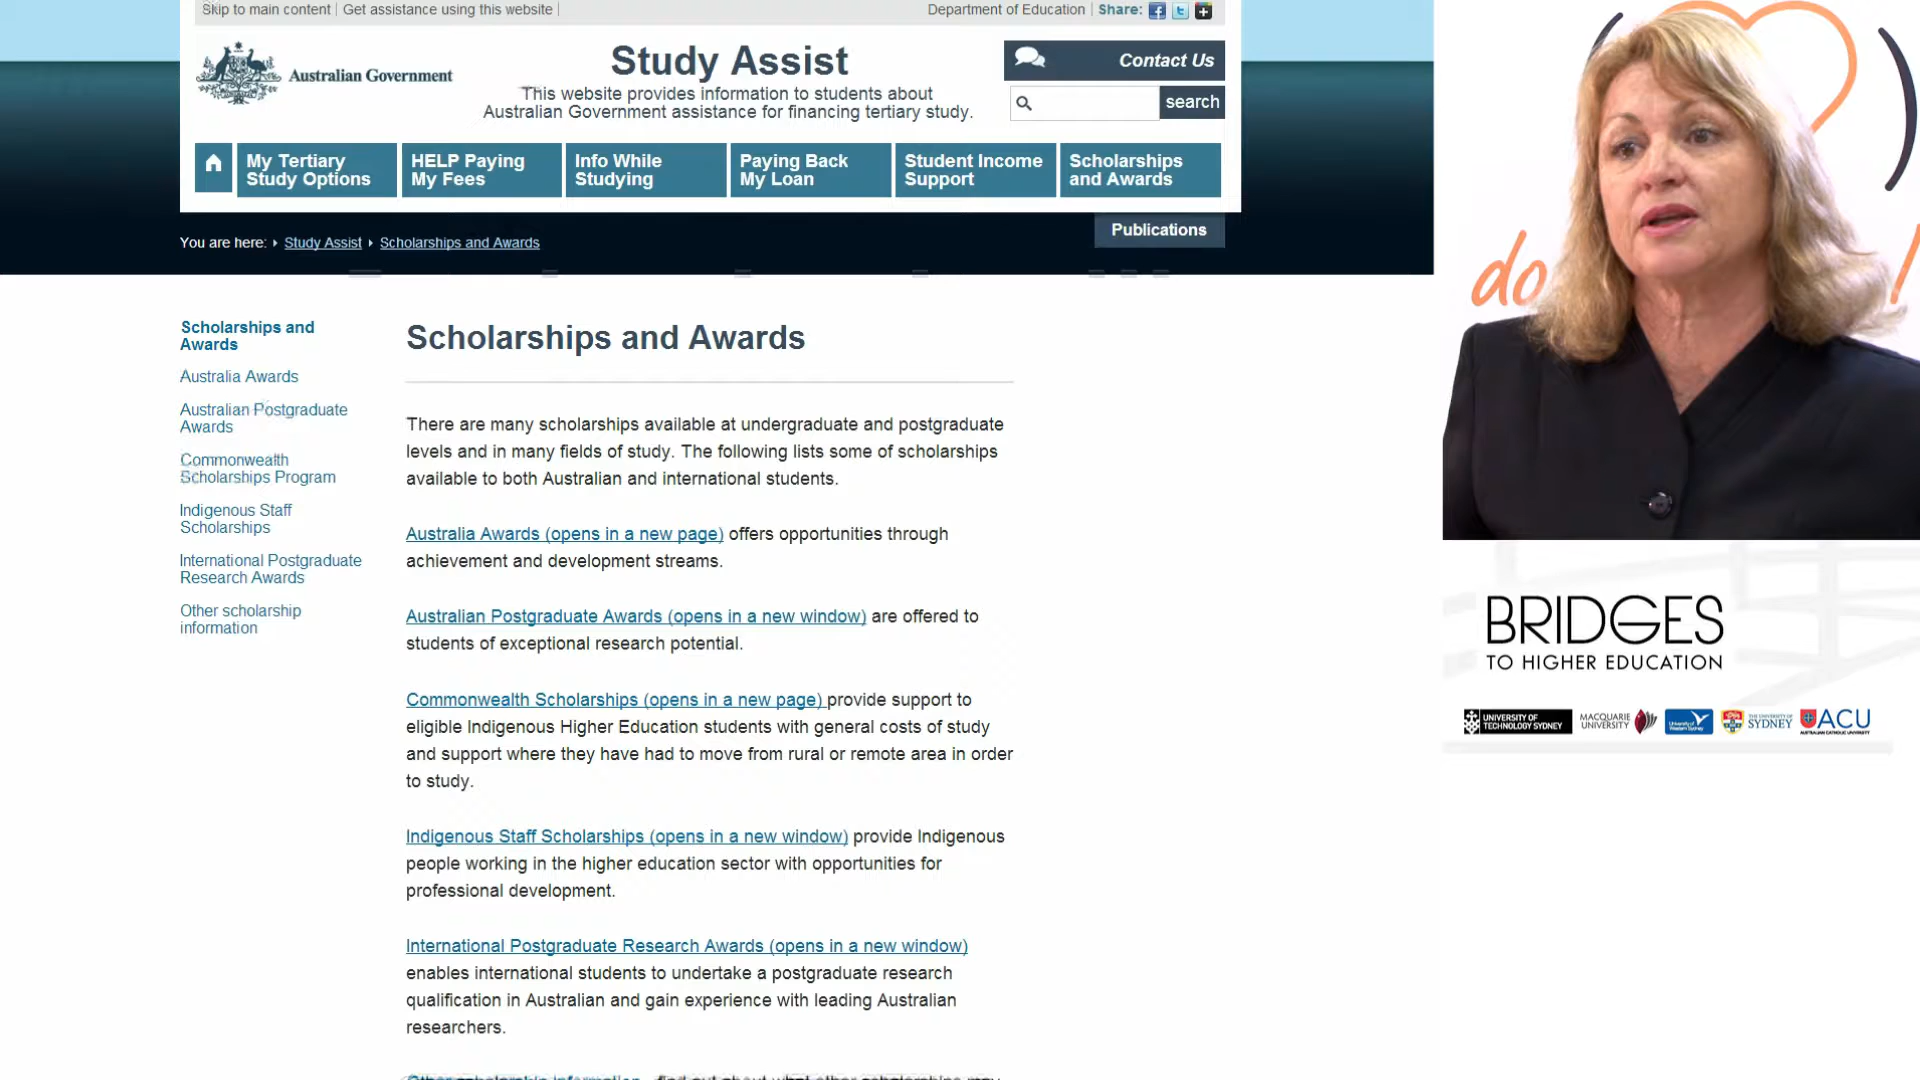 Skip to main content | Get assistance using this website |
Department of Education | Share:
Australian Government
Study Assist
This website provides information to students about
Australian Government assistance for financing tertiary study.
Contact Us
search
My Tertiary
Study Options
HELP Paying
My Fees
Info While
Studying
Paying Back
My Loan
Student Income
Support
Scholarships
and Awards
Publications
You are here: Study Assist Scholarships and Awards
Scholarships and
Awards
Australia Awards
Australian Postgraduate
Awards
Commonwealth
Scholarships Program
Indigenous Staff
Scholarships
International Postgraduate
Research Awards
Other scholarship
information
Scholarships and Awards
There are many scholarships available at undergraduate and postgraduate
levels and in many fields of study. The following lists some of scholarships
available to both Australian and international students.
Australia Awards (opens in a new page) offers opportunities through
achievement and development streams.
Australian Postgraduate Awards (opens in a new window) are offered to
students of exceptional research potential.
Commonwealth Scholarships (opens in a new page) provide support to
eligible Indigenous Higher Education students with general costs of study
and support where they have had to move from rural or remote area in order
to study.
Indigenous Staff Scholarships (opens in a new window) provide Indigenous
people working in the higher education sector with opportunities for
professional development.
International Postgraduate Research Awards (opens in a new window)
enables international students to undertake a postgraduate research
qualification in Australian and gain experience with leading Australian
researchers.
do
BRIDGES
TO HIGHER EDUCATION
UNIVERSITY OF
TECHNOLOGY SYDNEY
MACQUARIE
UNIVERSITY
University of
Western Sydney
THE UNIVERSITY OF
SYDNEY
ACU
AUSTRALIAN CATHOLIC UNIVERSITY